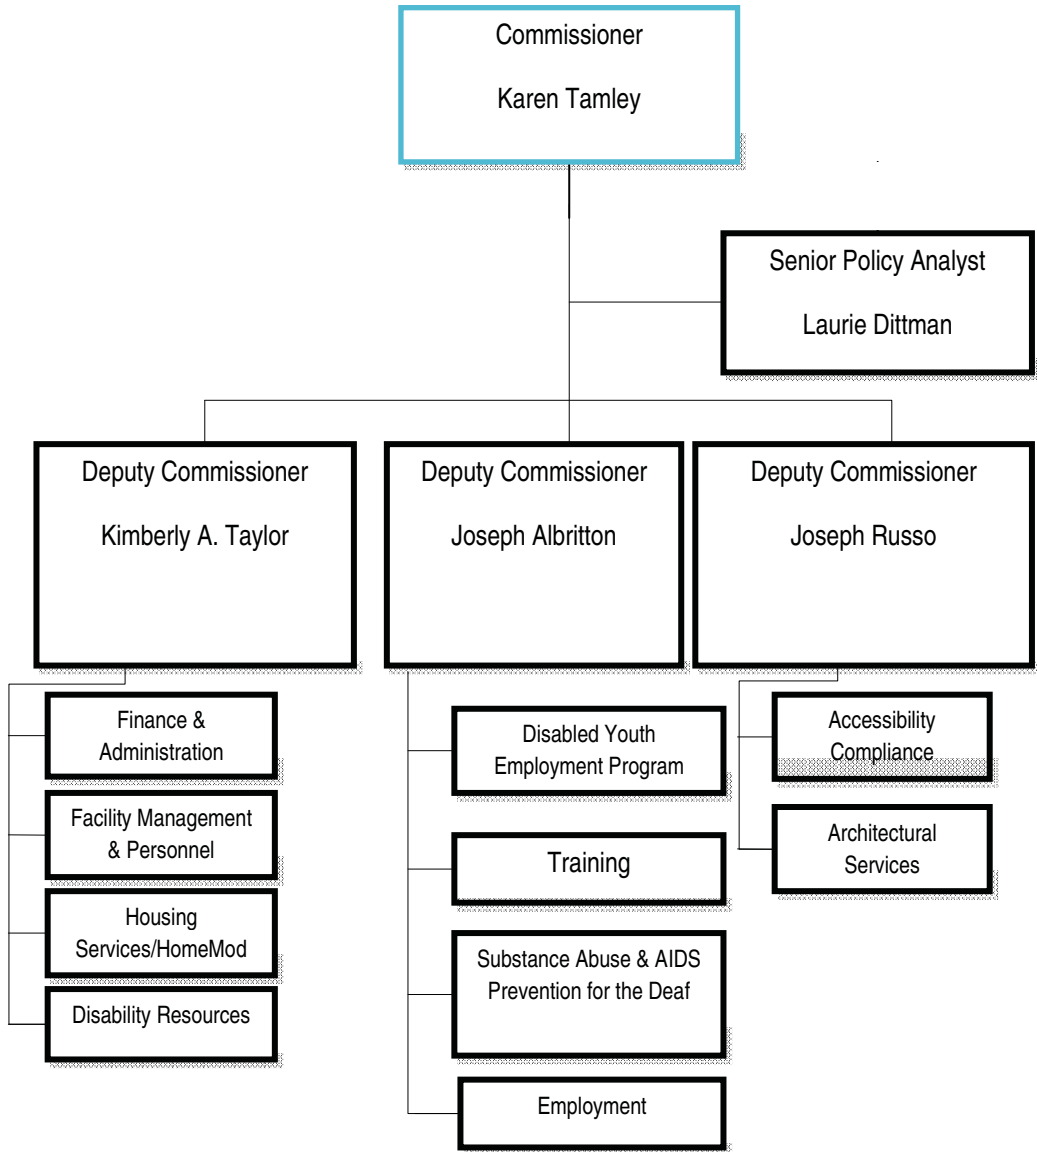 Commissioner
Karen Tamley
Senior Policy Analyst
Laurie Dittman
Deputy Commissioner
Kimberly A. Taylor
Deputy Commissioner
Joseph Albritton
Deputy Commissioner
Joseph Russo
Finance &
Administration
Facility Management
& Personnel
Housing
Services/HomeMod
Disability Resources
Disabled Youth
Employment Program
Training
Substance Abuse & AIDS
Prevention for the Deaf
Employment
Accessibility
Compliance
Architectural
Services